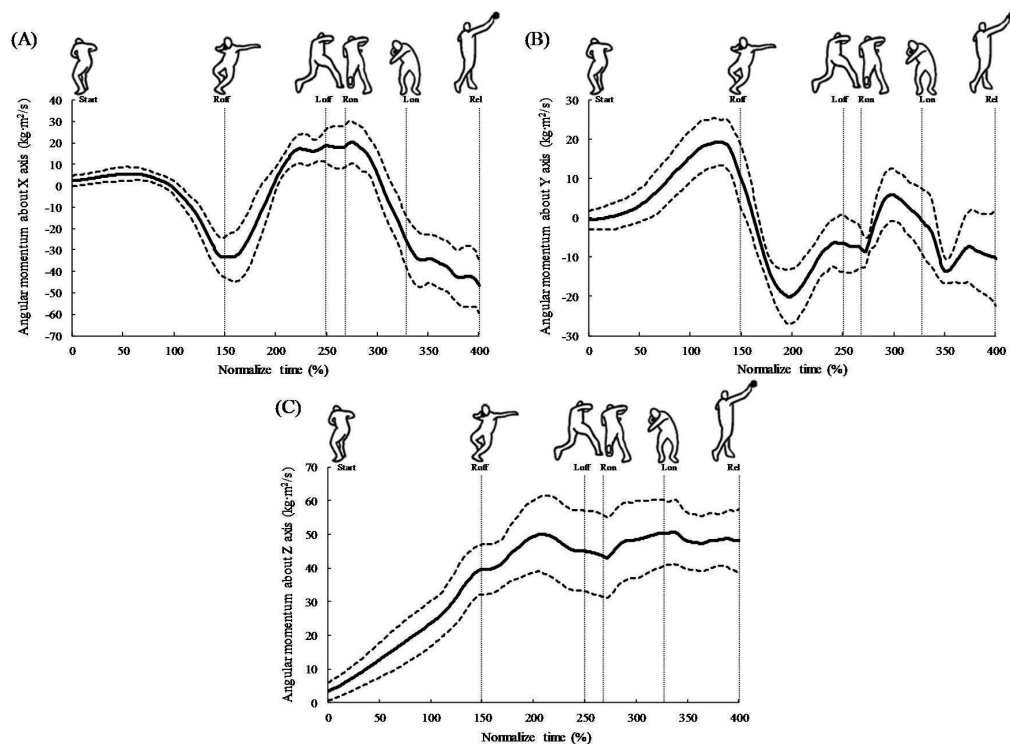 (A)
Start Roff Loff Ron Lon Rel
Angular momentum about X axis (kg·m²/s)
40
30
20
10
0
-10
-20
-30
-40
-50
-60
-70
0 50 100 150 200 250 300 350 400
Normalize time (%)
(B)
Start Roff Loff Ron Lon Rel
Angular momentum about Y axis (kg·m²/s)
30
20
10
0
-10
-20
-30
0 50 100 150 200 250 300 350 400
Normalize time (%)
(C)
Start Roff Loff Ron Lon Rel
Angular momentum about Z axis (kg·m²/s)
70
60
50
40
30
20
10
0
0 50 100 150 200 250 300 350 400
Normalize time (%)